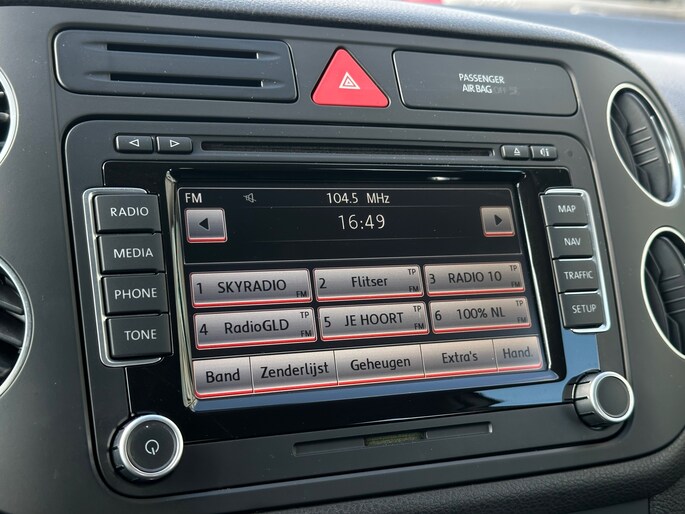 PASSENGER
AIR BAG OFF
RADIO
MEDIA
PHONE
TONE
FM
104.5 MHz
16:49
1 SKYRADIO FM
2 Flitser TP FM
3 RADIO 10 TP FM
4 RadioGLD TP FM
5 JE HOORT TP FM
6 100% NL TP FM
Band Zenderlijst Geheugen Extra's Hand.
MAP
NAV
TRAFFIC
SETUP